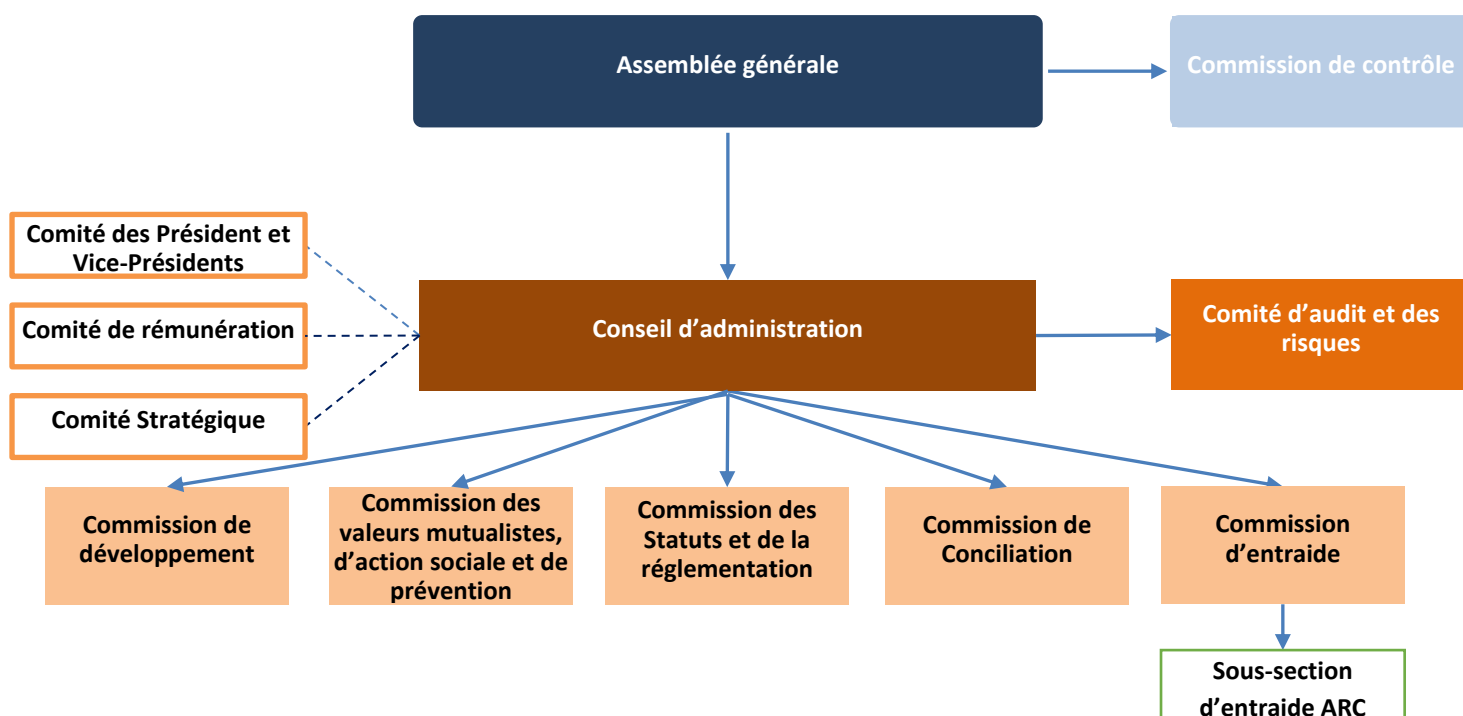 Assemblée générale
Commission de contrôle
Comité des Président et
Vice-Présidents
Comité de rémunération
Comité Stratégique
Conseil d’administration
Comité d’audit et des
risques
Commission de
développement
Commission des
valeurs mutualistes,
d’action sociale et de
prévention
Commission des
Statuts et de la
réglementation
Commission de
Conciliation
Commission
d’entraide
Sous-section
d’entraide ARC